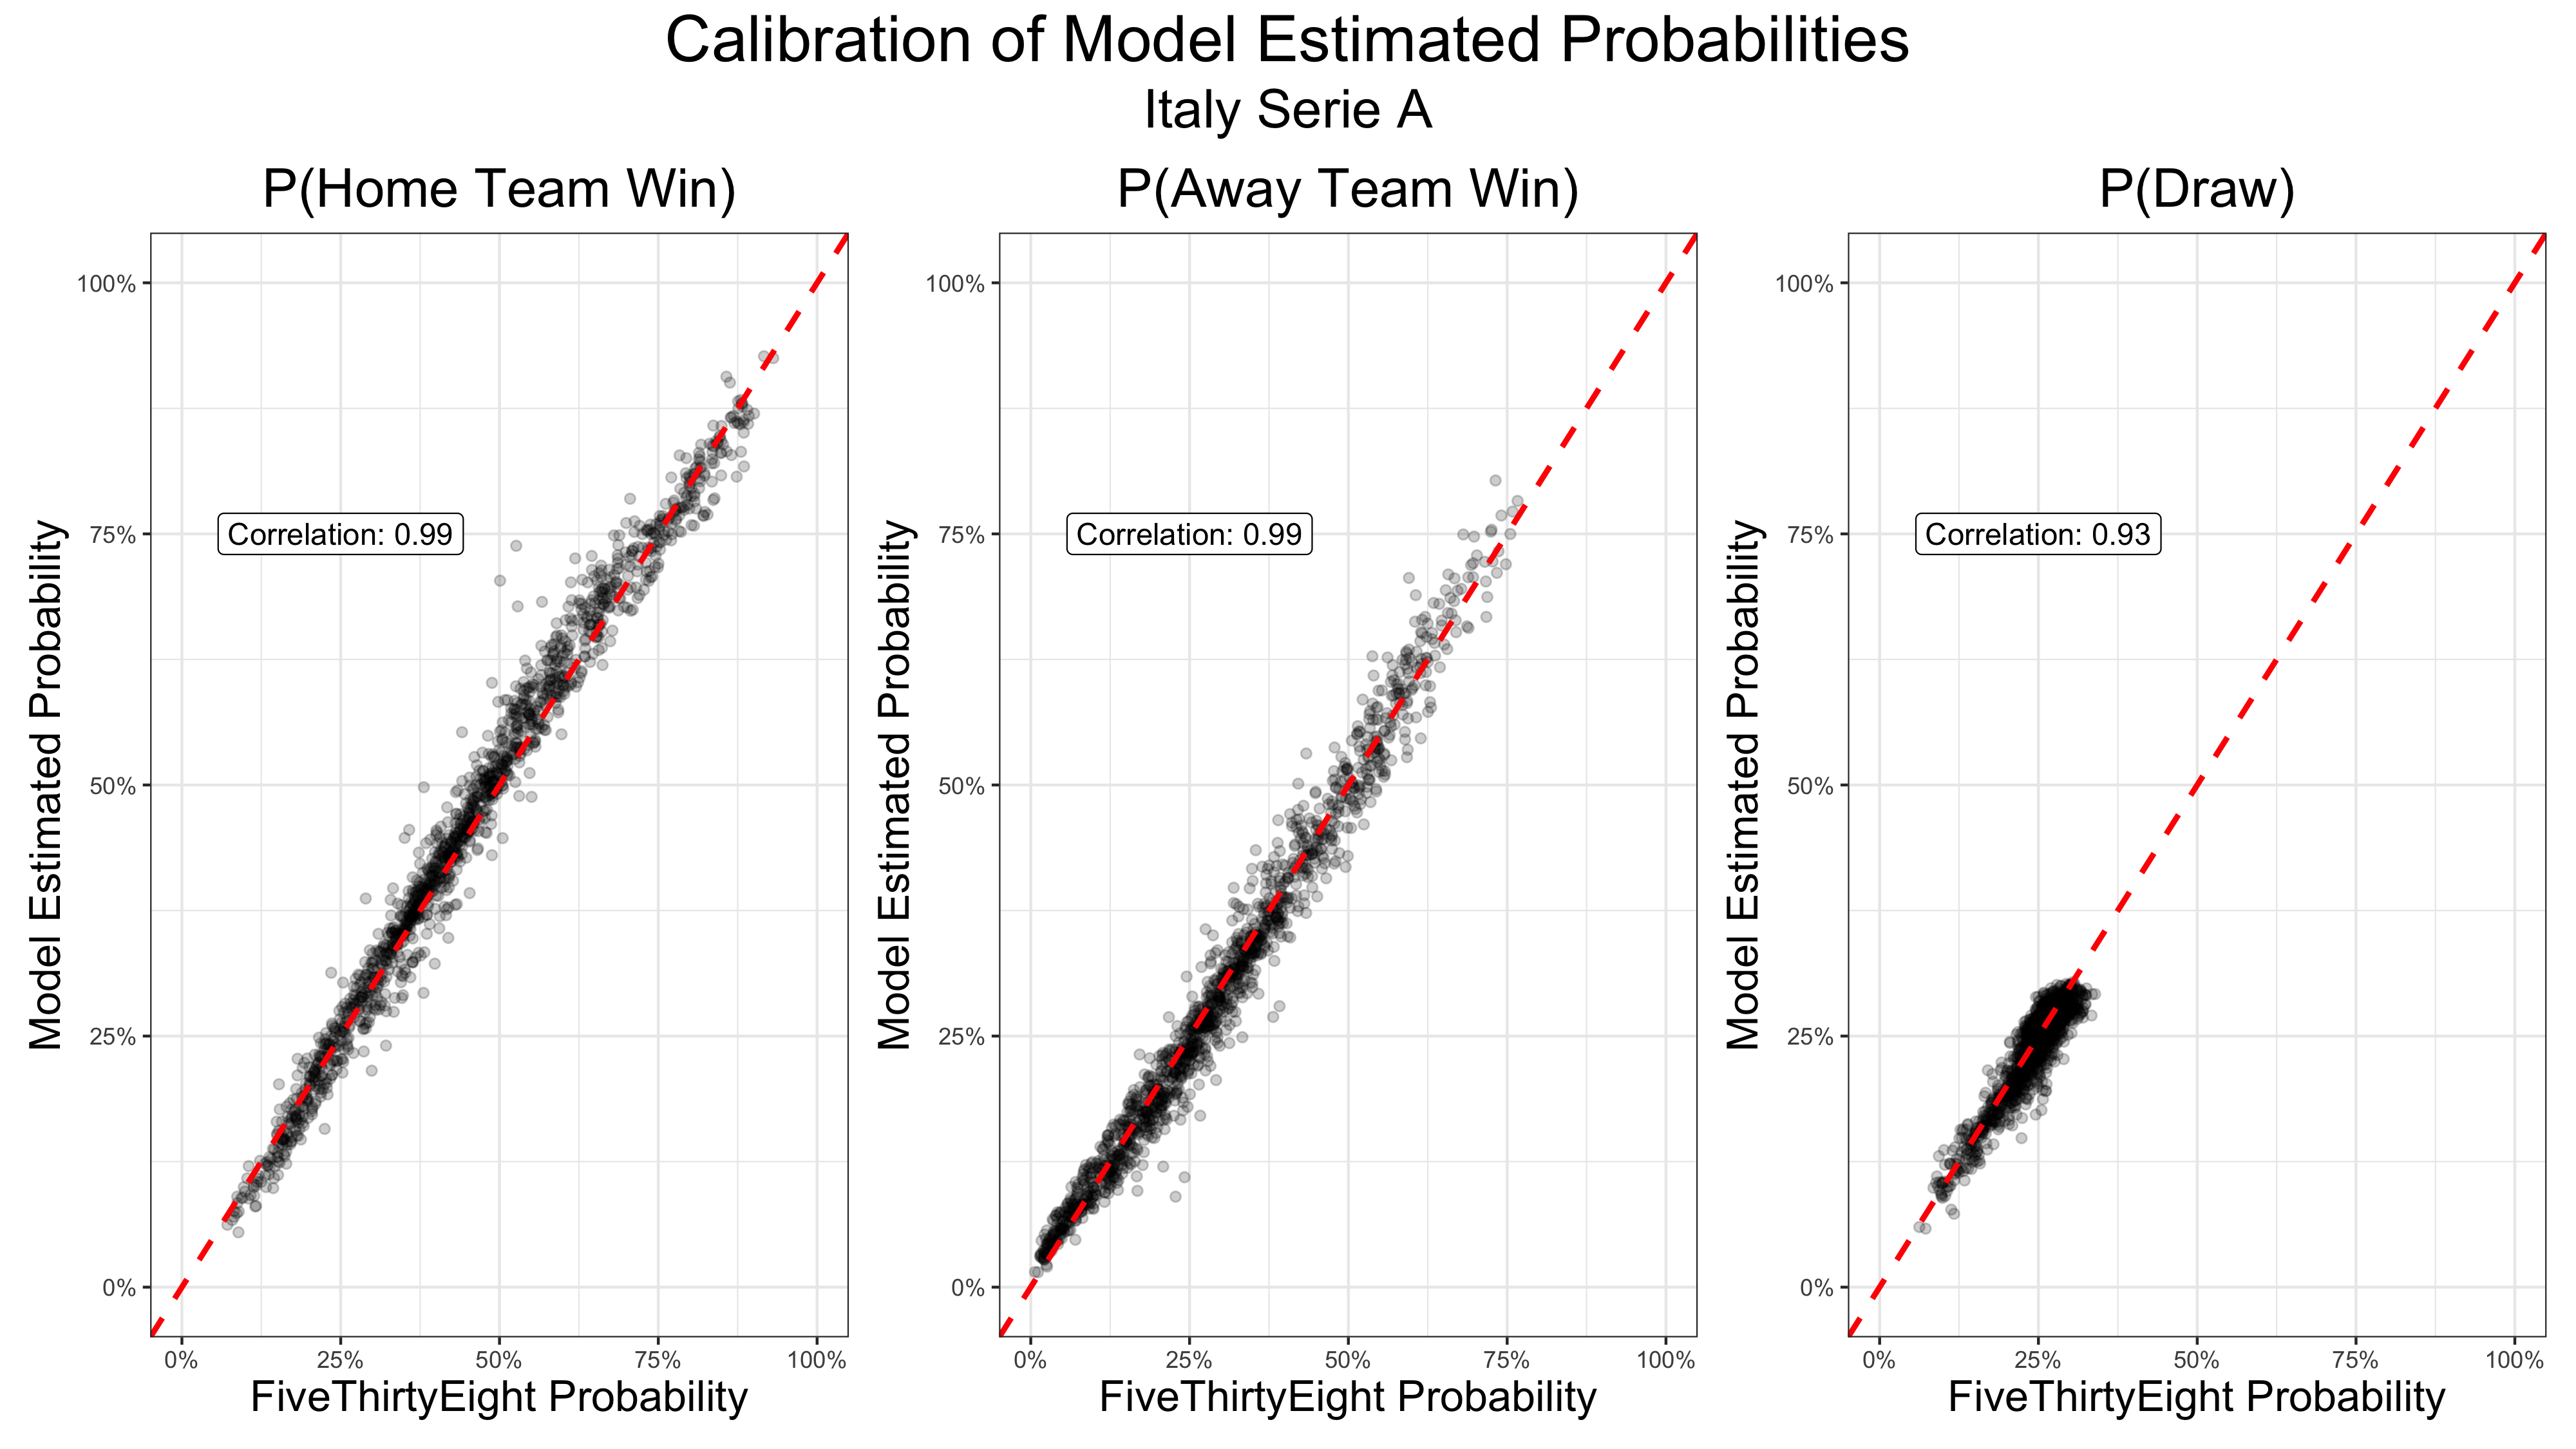 Calibration of Model Estimated Probabilities
Italy Serie A
P(Home Team Win)
Model Estimated Probability
100%
75%
50%
25%
0%
Correlation: 0.99
0% 25% 50% 75% 100%
FiveThirtyEight Probability
P(Away Team Win)
Model Estimated Probability
100%
75%
50%
25%
0%
Correlation: 0.99
0% 25% 50% 75% 100%
FiveThirtyEight Probability
P(Draw)
Model Estimated Probability
100%
75%
50%
25%
0%
Correlation: 0.93
0% 25% 50% 75% 100%
FiveThirtyEight Probability